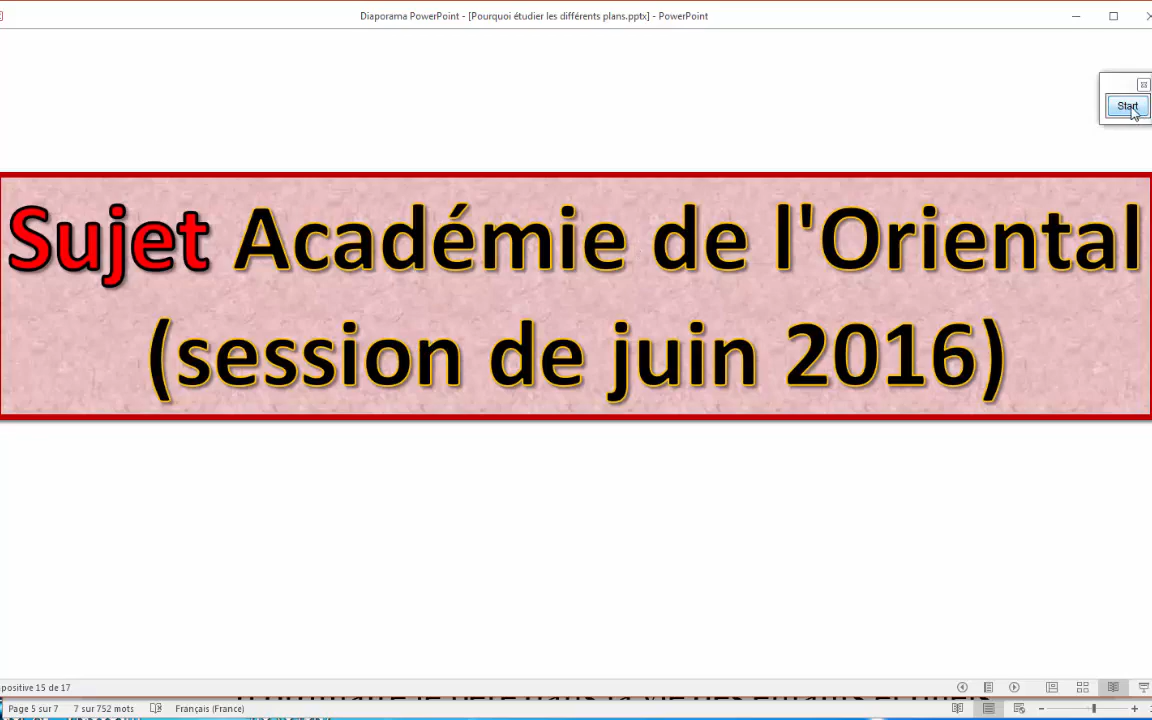 Diaporama PowerPoint - [Pourquoi étudier les différents plans.pptx] - PowerPoint
Start
Sujet Académie de l'Oriental
(session de juin 2016)
positive 15 de 17
Page 5 sur 7 7 sur 752 mots Français (France)